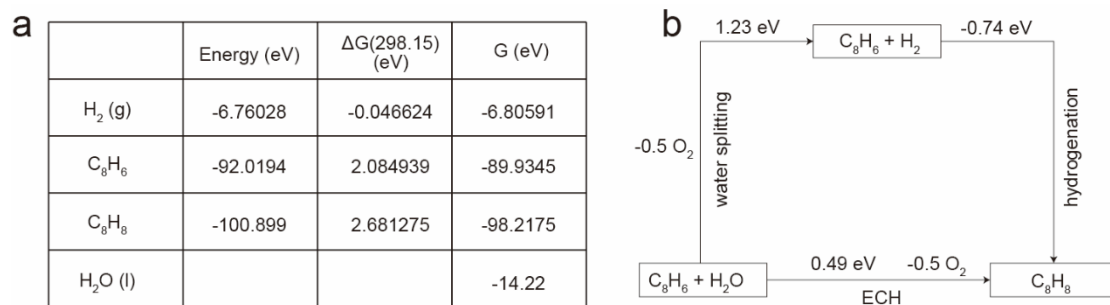 a
Energy (eV) ΔG(298.15) (eV) G (eV)
H₂ (g) -6.76028 -0.046624 -6.80591
C₈H₆ -92.0194 2.084939 -89.9345
C₈H₈ -100.899 2.681275 -98.2175
H₂O (l) -14.22
b
1.23 eV
C₈H₆ + H₂
-0.74 eV
-0.5 O₂
water splitting
hydrogenation
C₈H₆ + H₂O
0.49 eV -0.5 O₂
ECH
C₈H₈